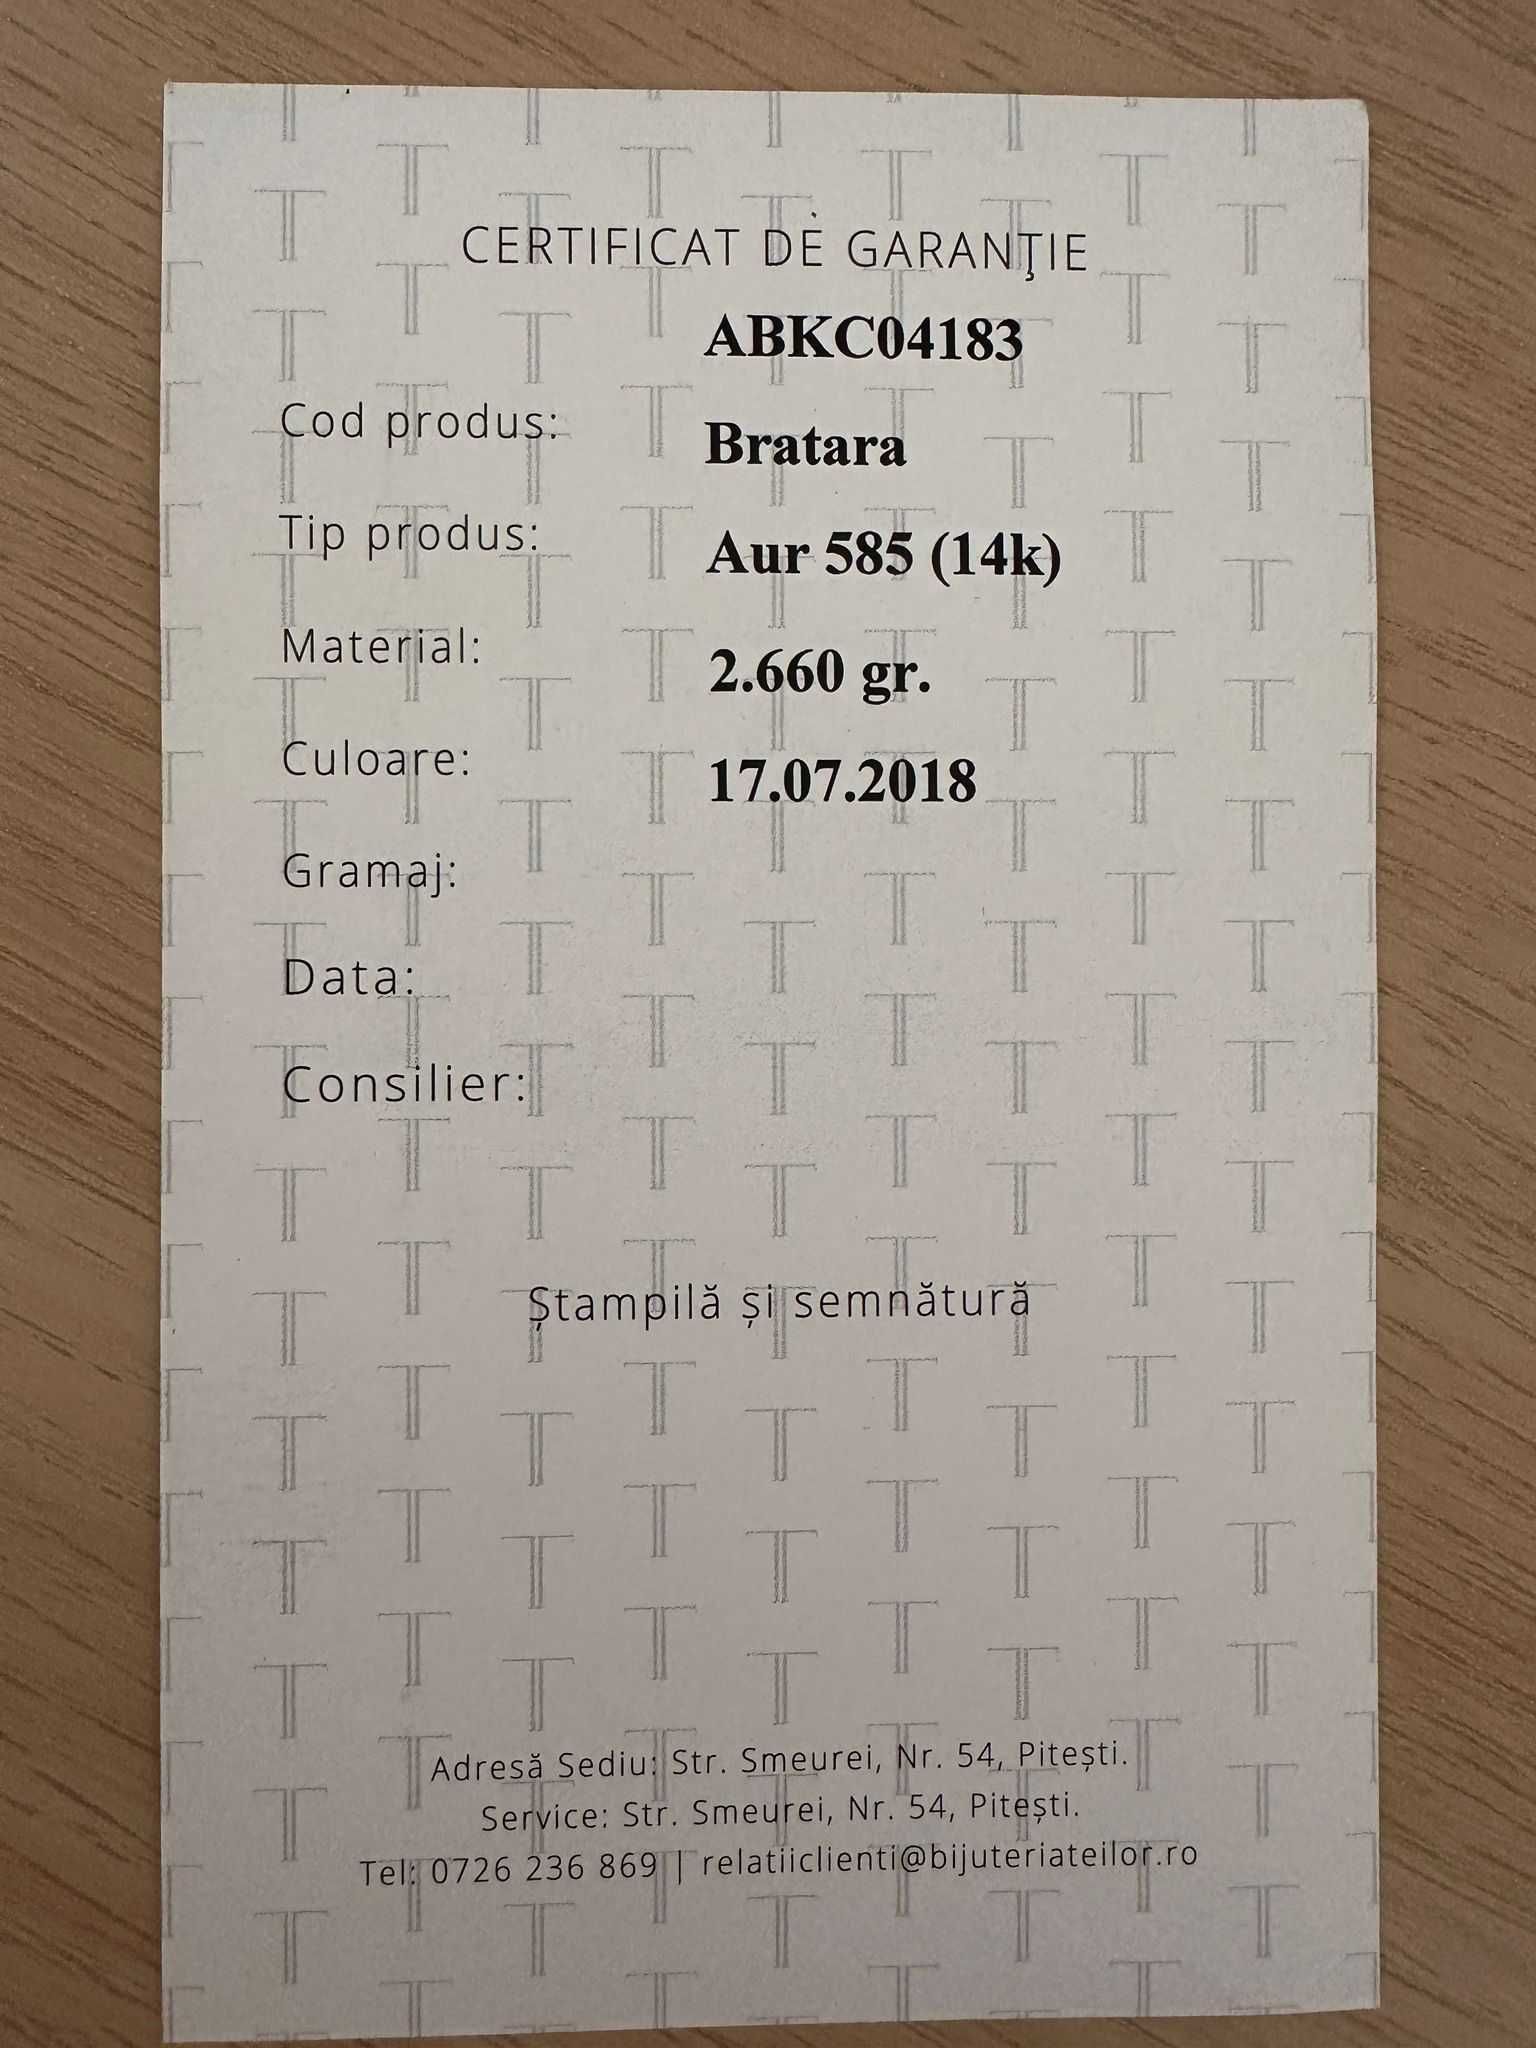 CERTIFICAT DE GARANŢIE
ABKC04183
Cod produs:
Bratara
Tip produs:
Aur 585 (14k)
Material:
2.660 gr.
Culoare:
17.07.2018
Gramaj:
Data:
Consilier:
Ștampilă și semnătură
Adresă Sediu: Str. Smeurei, Nr. 54, Pitești.
Service: Str. Smeurei, Nr. 54, Pitești.
Tel: 0726 236 869 | relatiiclienti@bijuteriateilor.ro